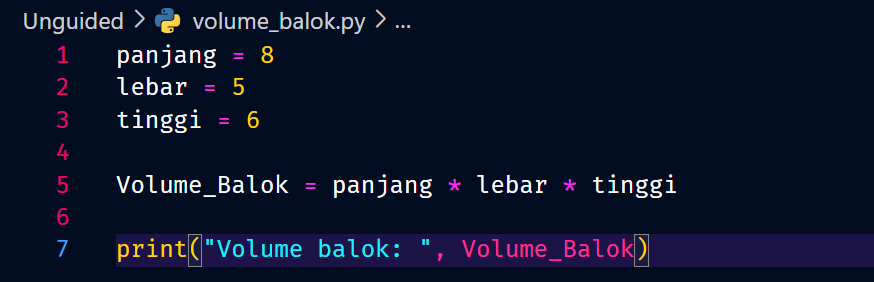 Unguided > volume_balok.py > ...
1 panjang = 8
2 lebar = 5
3 tinggi = 6
4
5 Volume_Balok = panjang * lebar * tinggi
6
7 print("Volume balok: ", Volume_Balok)